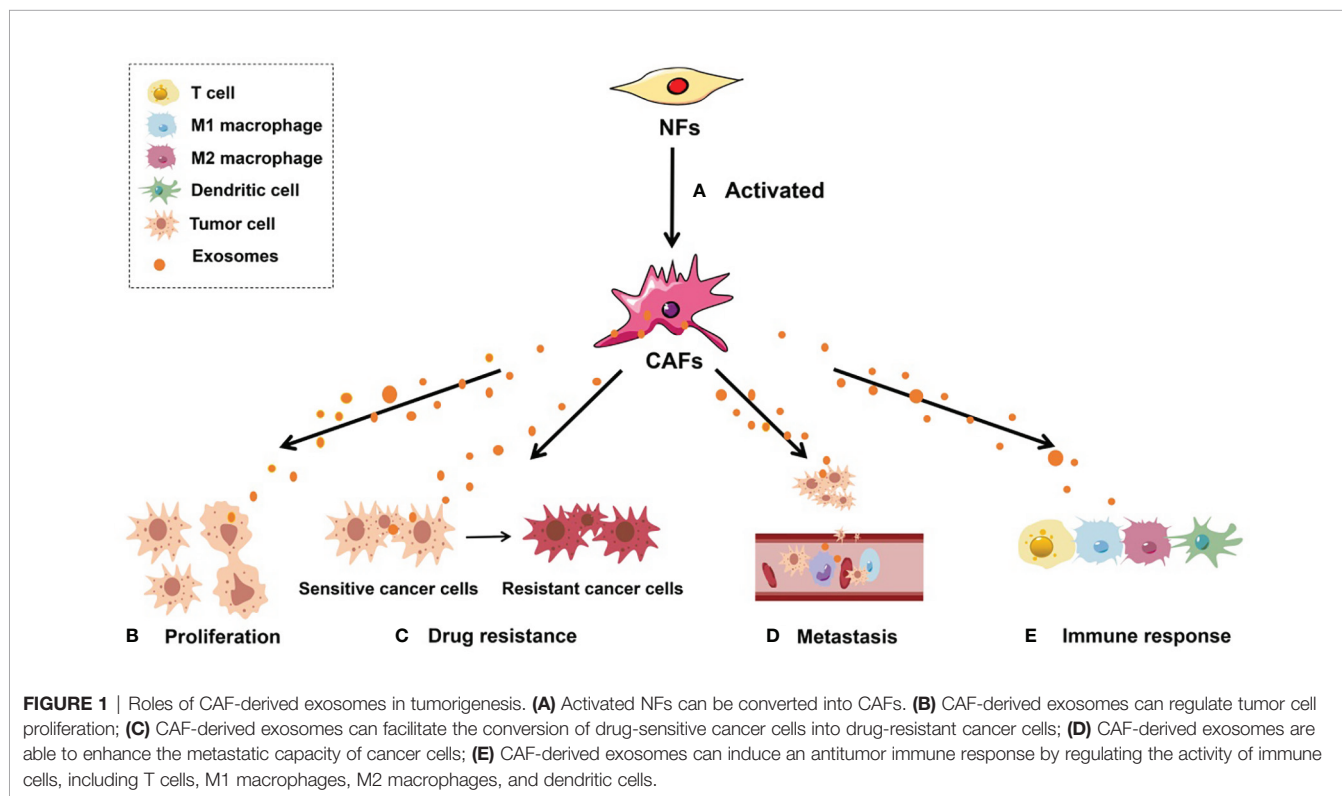 T cell
M1 macrophage
M2 macrophage
Dendritic cell
Tumor cell
Exosomes
NFs
A Activated
CAFs
Sensitive cancer cells
Resistant cancer cells
B Proliferation
C Drug resistance
D Metastasis
E Immune response
FIGURE 1 | Roles of CAF-derived exosomes in tumorigenesis. (A) Activated NFs can be converted into CAFs. (B) CAF-derived exosomes can regulate tumor cell
proliferation; (C) CAF-derived exosomes can facilitate the conversion of drug-sensitive cancer cells into drug-resistant cancer cells; (D) CAF-derived exosomes are
able to enhance the metastatic capacity of cancer cells; (E) CAF-derived exosomes can induce an antitumor immune response by regulating the activity of immune
cells, including T cells, M1 macrophages, M2 macrophages, and dendritic cells.